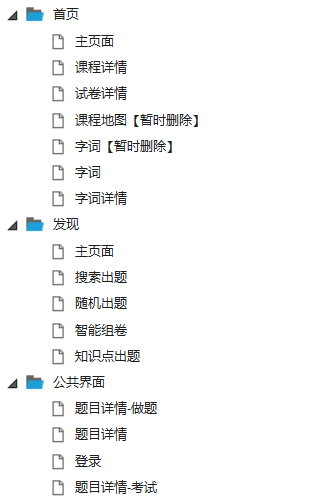 首页
主页面
课程详情
试卷详情
课程地图【暂时删除】
字词【暂时删除】
字词
字词详情
发现
主页面
搜索出题
随机出题
智能组卷
知识点出题
公共界面
题目详情-做题
题目详情
登录
题目详情-考试